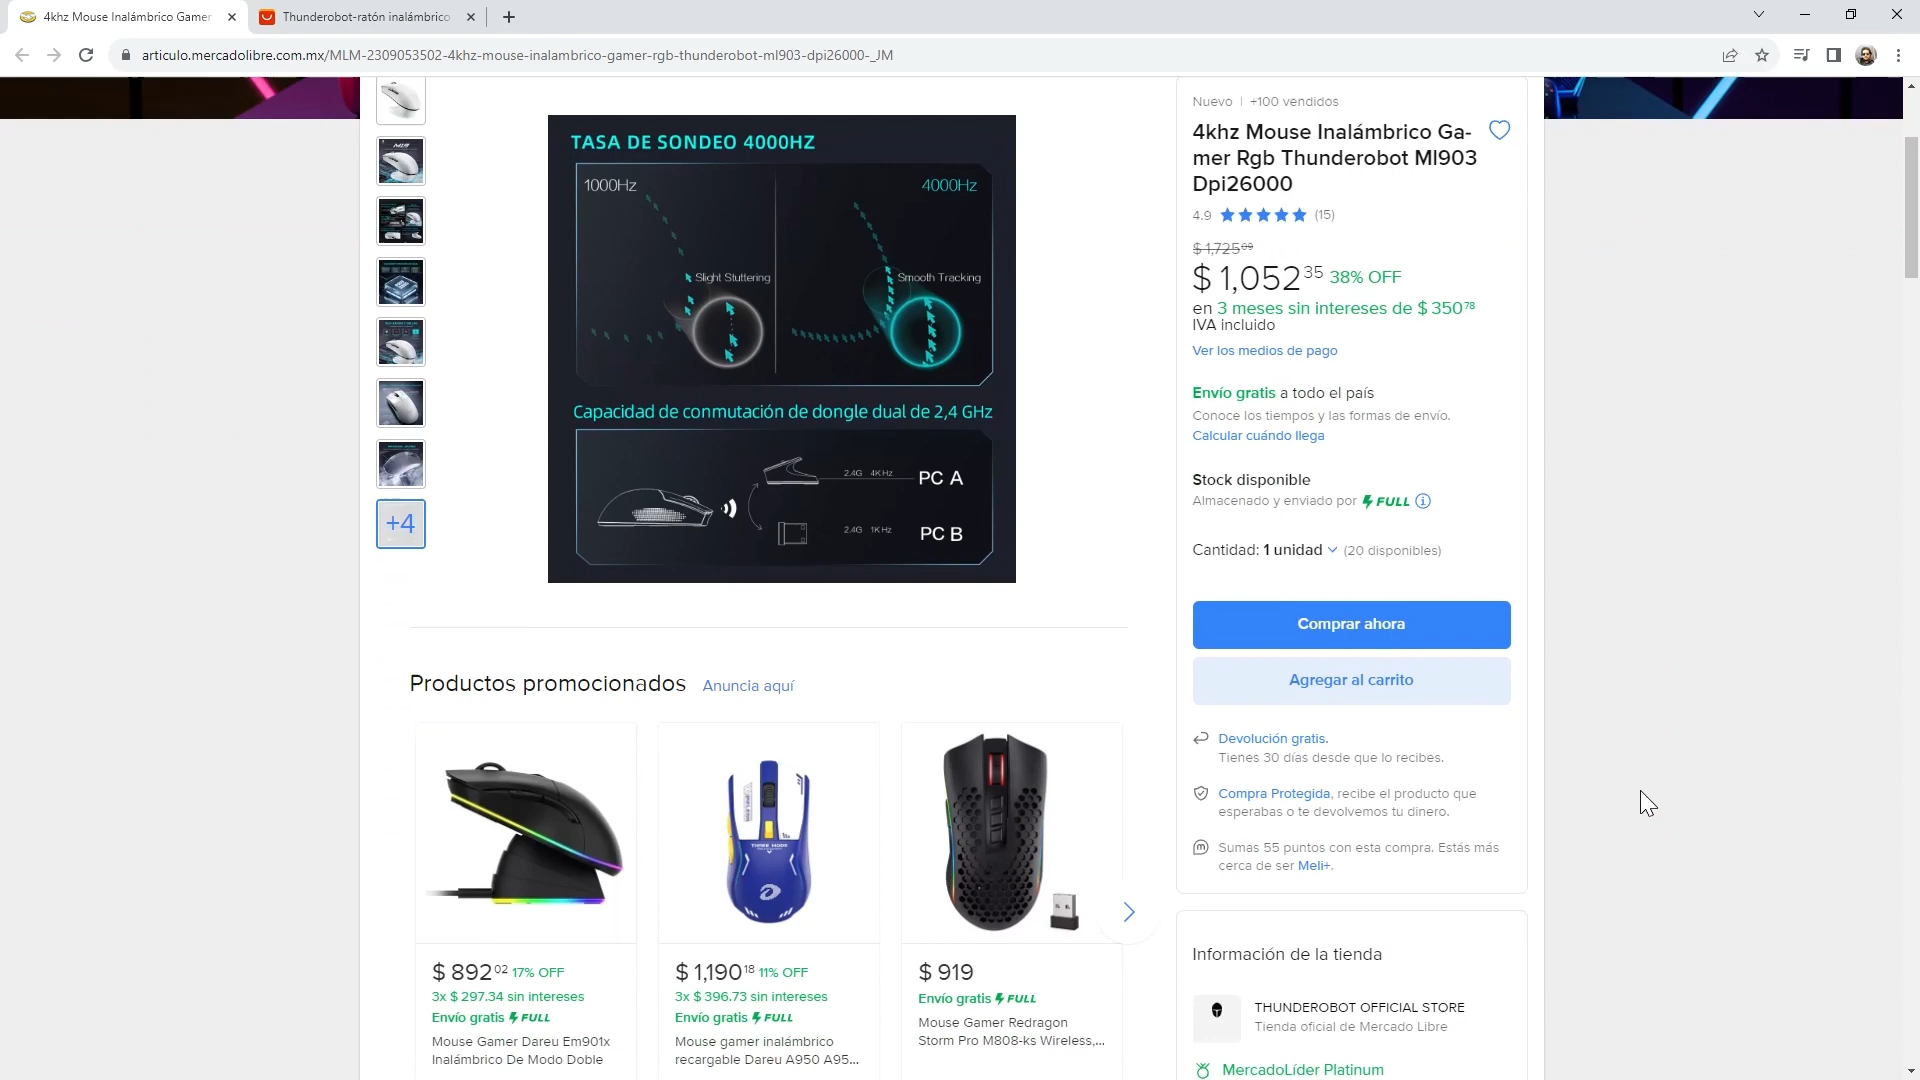 4khz Mouse Inalámbrico Gamer
Thunderobot-ratón inalámbrico
articulo.mercadolibre.com.mx/MLM-2309053502-4khz-mouse-inalambrico-gamer-rgb-thunderobot-ml903-dpi26000-_JM
TASA DE SONDEO 4000HZ
1000Hz
4000Hz
Slight Stuttering
Smooth Tracking
Capacidad de conmutación de dongle dual de 2,4 GHz
2.4G 4KHz PC A
2.4G 1KHz PC B
+4
Nuevo | +100 vendidos
4khz Mouse Inalámbrico Ga-
mer Rgb Thunderobot Ml903
Dpi26000
4.9 (15)
$ 1,725 09
$ 1,052 35 38% OFF
en 3 meses sin intereses de $ 350 78
IVA incluido
Ver los medios de pago
Envío gratis a todo el país
Conoce los tiempos y las formas de envío.
Calcular cuándo llega
Stock disponible
Almacenado y enviado por FULL
Cantidad: 1 unidad (20 disponibles)
Comprar ahora
Agregar al carrito
Devolución gratis.
Tienes 30 días desde que lo recibes.
Compra Protegida, recibe el producto que
esperabas o te devolvemos tu dinero.
Sumas 55 puntos con esta compra. Estás más
cerca de ser Meli+.
Información de la tienda
THUNDEROBOT OFFICIAL STORE
Tienda oficial de Mercado Libre
MercadoLíder Platinum
Productos promocionados Anuncia aquí
THREE MODE
$ 892 02 17% OFF
3x $ 297.34 sin intereses
Envío gratis FULL
Mouse Gamer Dareu Em901x
Inalámbrico De Modo Doble
$ 1,190 18 11% OFF
3x $ 396.73 sin intereses
Envío gratis FULL
Mouse gamer inalámbrico
recargable Dareu A950 A95...
$ 919
Envío gratis FULL
Mouse Gamer Redragon
Storm Pro M808-ks Wireless,...